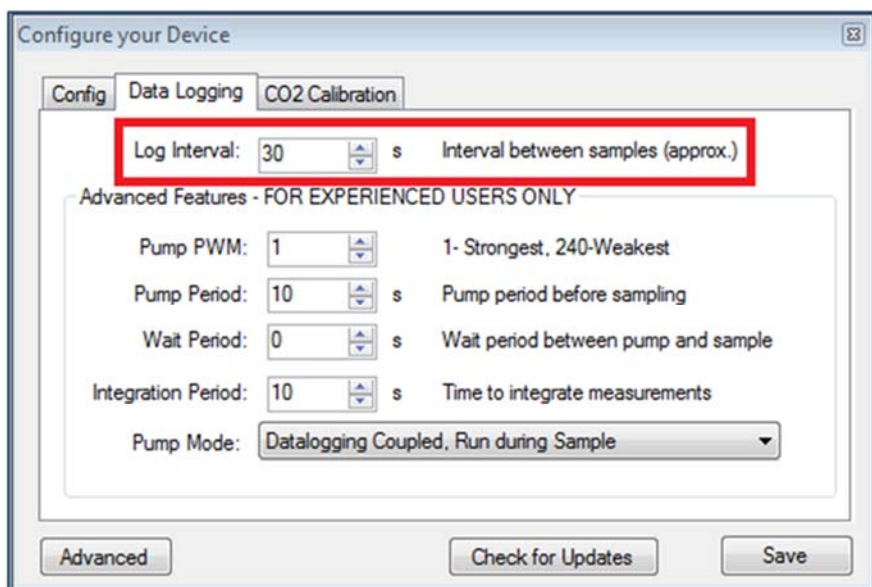 Configure your Device
Config Data Logging CO2 Calibration
Log Interval: 30 s Interval between samples (approx.)
Advanced Features - FOR EXPERIENCED USERS ONLY
Pump PWM: 1 1- Strongest, 240-Weakest
Pump Period: 10 s Pump period before sampling
Wait Period: 0 s Wait period between pump and sample
Integration Period: 10 s Time to integrate measurements
Pump Mode: Datalogging Coupled, Run during Sample
Advanced Check for Updates Save